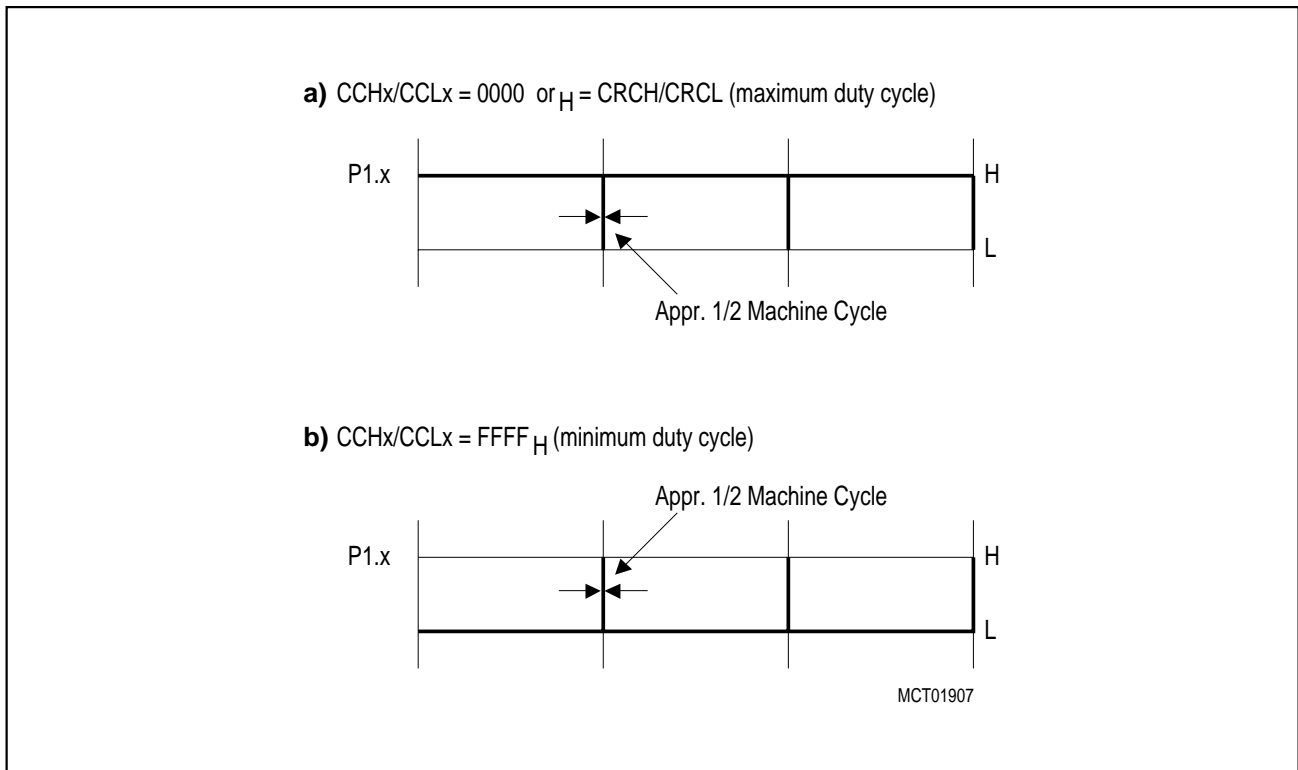 a) CCHx/CCLx = 0000 or H = CRCH/CRCL (maximum duty cycle)
P1.x
H
L
Appr. 1/2 Machine Cycle
b) CCHx/CCLx = FFFF H (minimum duty cycle)
Appr. 1/2 Machine Cycle
P1.x
H
L
MCT01907